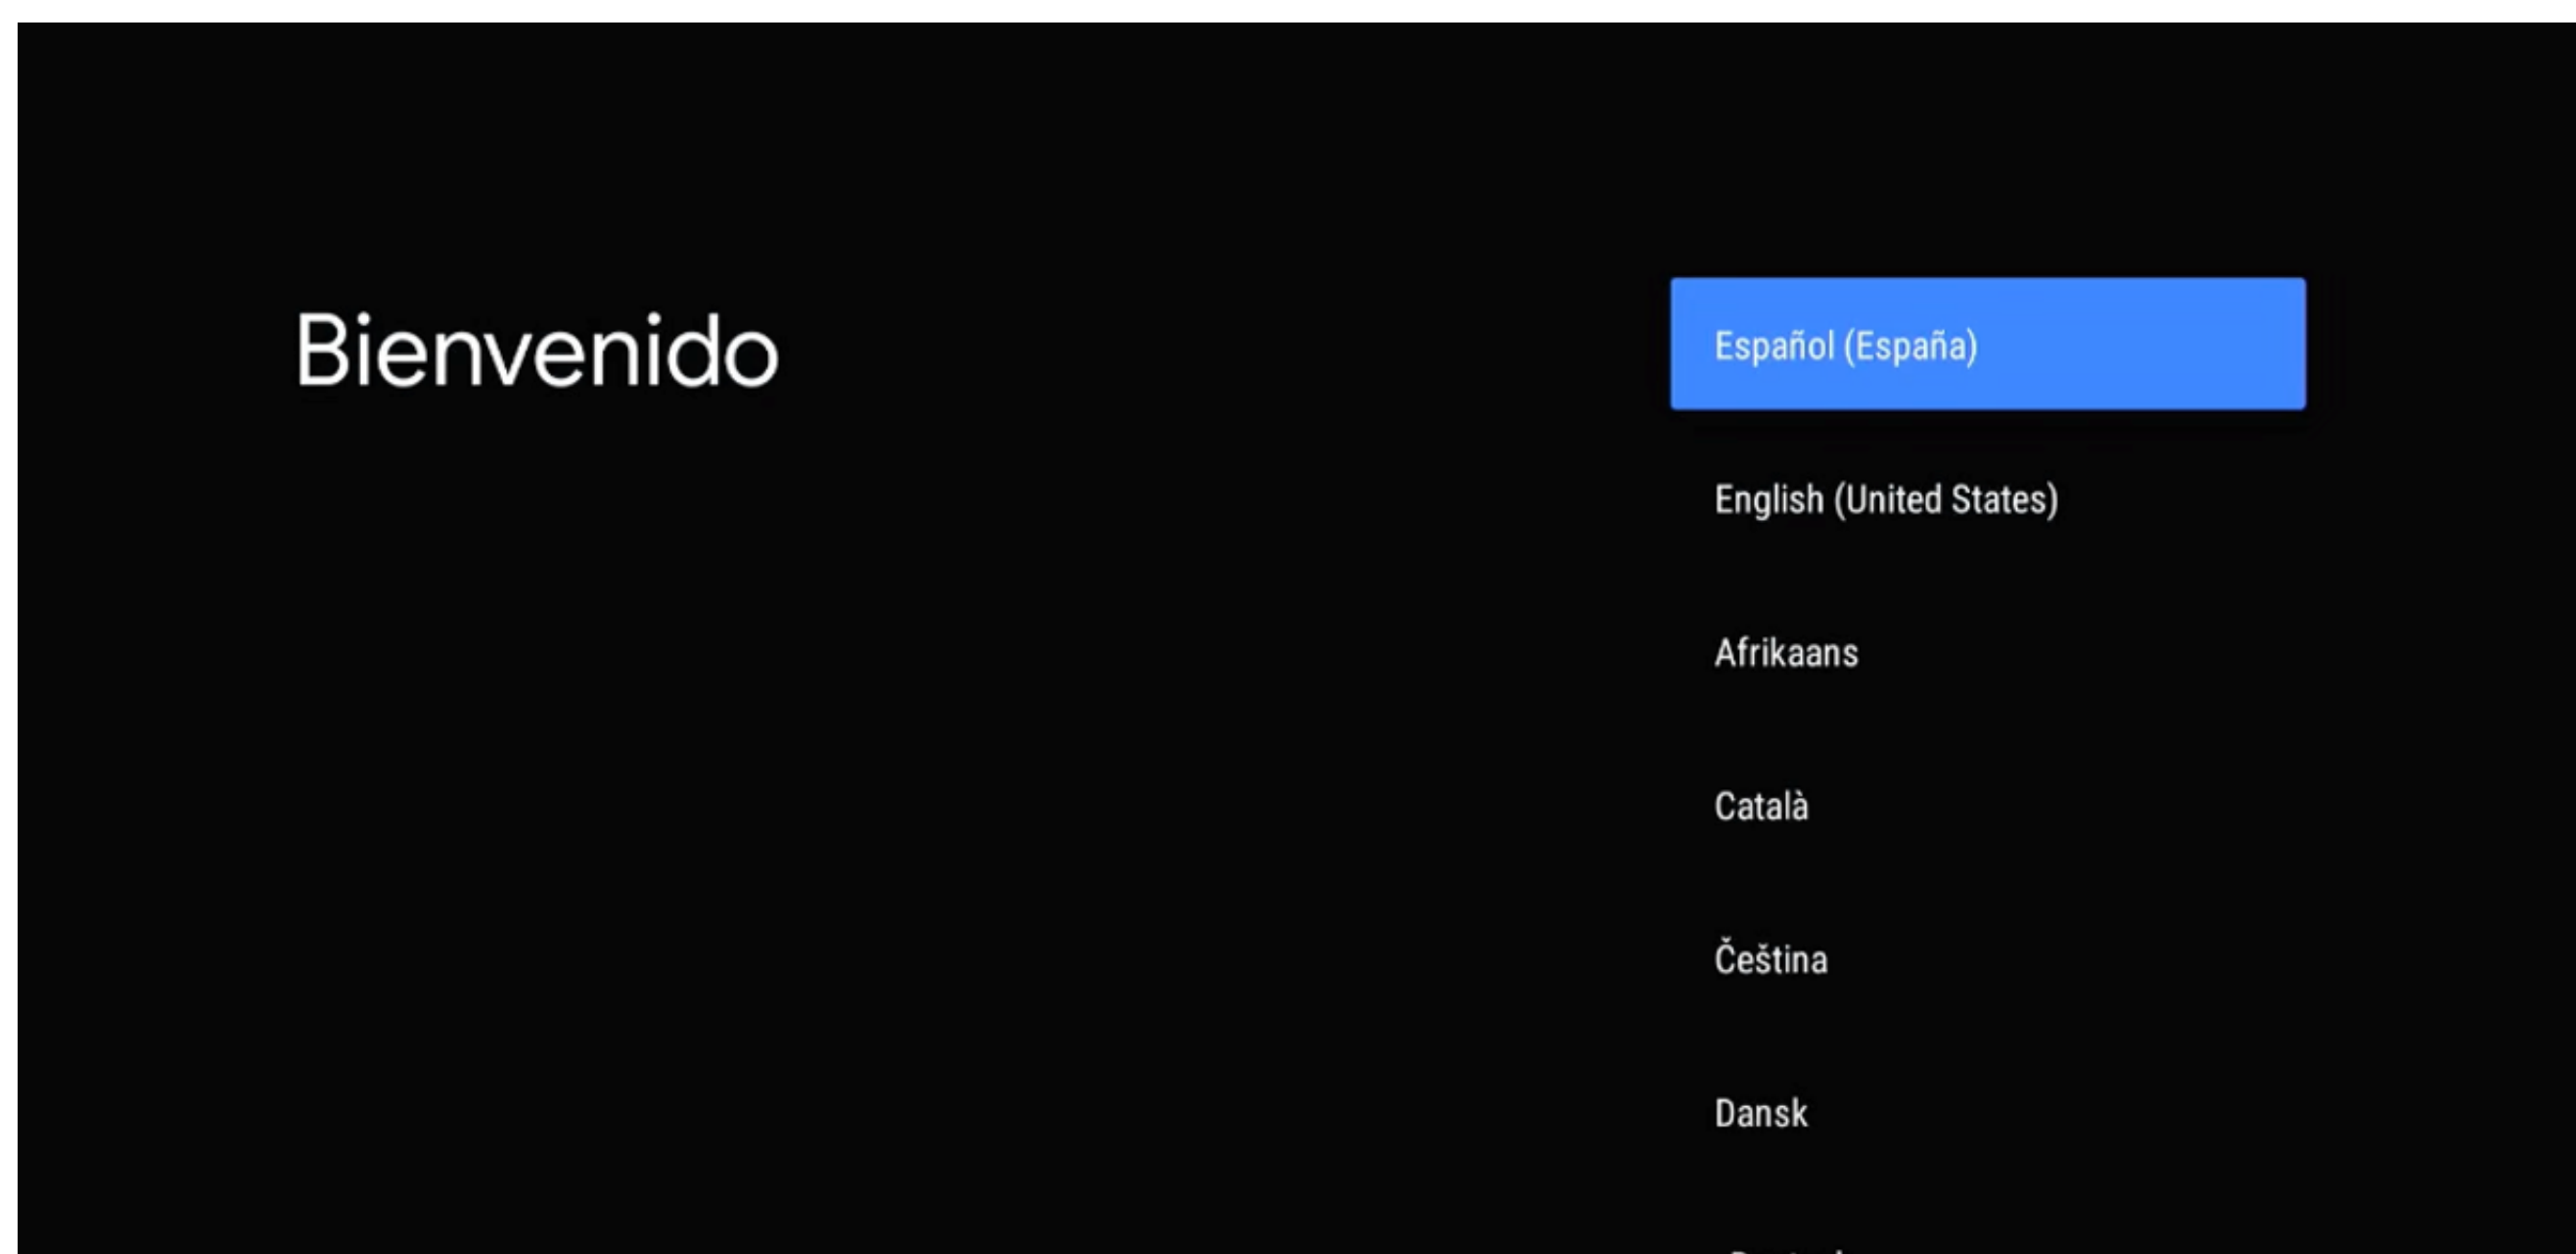 Bienvenido
Español (España)
English (United States)
Afrikaans
Català
Čeština
Dansk